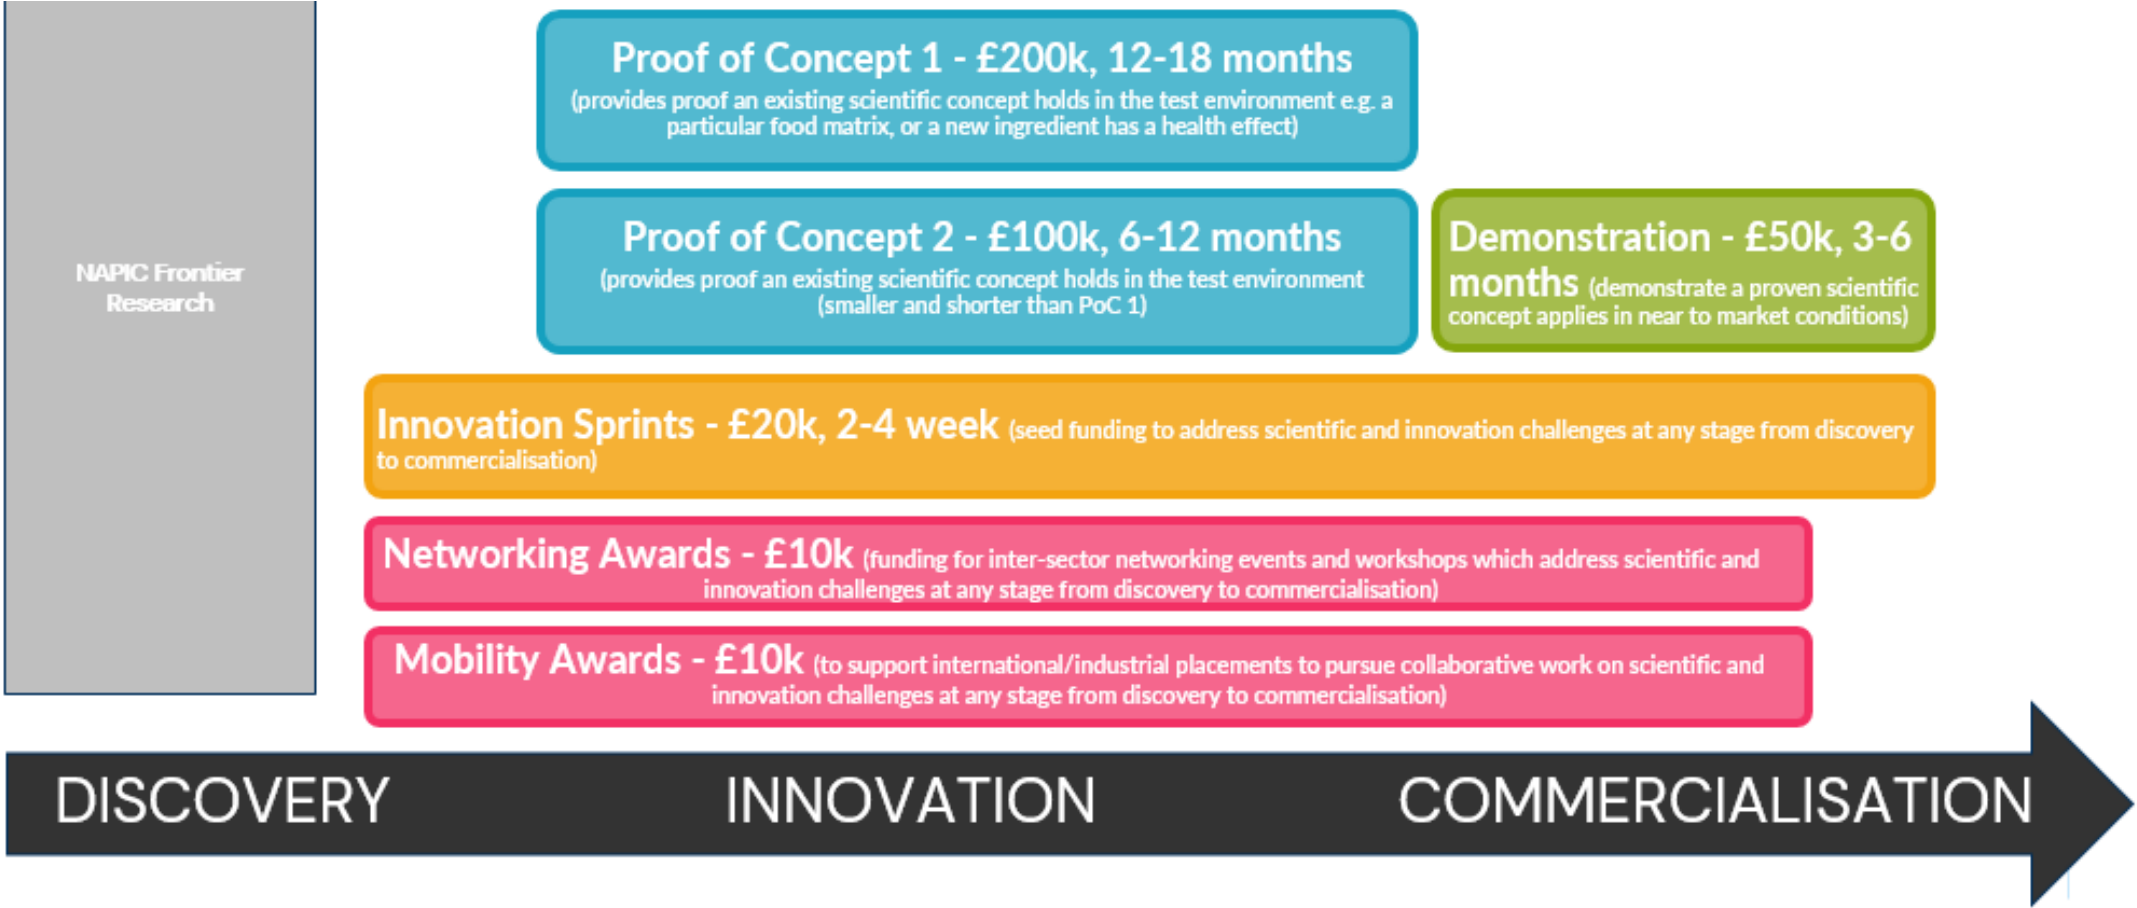 Proof of Concept 1 - £200k, 12-18 months
(provides proof an existing scientific concept holds in the test environment e.g. a
particular food matrix, or a new ingredient has a health effect)
NAPIC Frontier
Research
Proof of Concept 2 - £100k, 6-12 months
(provides proof an existing scientific concept holds in the test environment
(smaller and shorter than PoC 1)
Demonstration - £50k, 3-6
months (demonstrate a proven scientific
concept applies in near to market conditions)
Innovation Sprints - £20k, 2-4 week (seed funding to address scientific and innovation challenges at any stage from discovery
to commercialisation)
Networking Awards - £10k (funding for inter-sector networking events and workshops which address scientific and
innovation challenges at any stage from discovery to commercialisation)
Mobility Awards - £10k (to support international/industrial placements to pursue collaborative work on scientific and
innovation challenges at any stage from discovery to commercialisation)
DISCOVERY
INNOVATION
COMMERCIALISATION